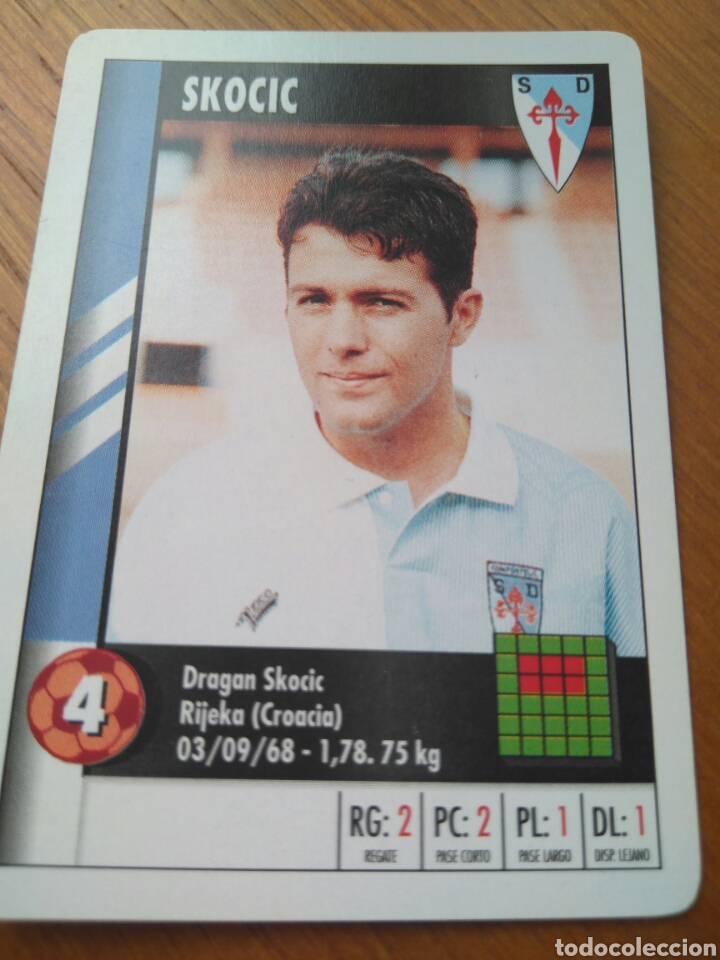 SKOCIC
S D
COMPOSTELA
S D
4
Dragan Skocic
Rijeka (Croacia)
03/09/68 - 1,78. 75 kg
RG: 2 PC: 2 PL: 1 DL: 1
REGATE PASE CORTO PASE LARGO DISP. LEJANO
todocoleccion